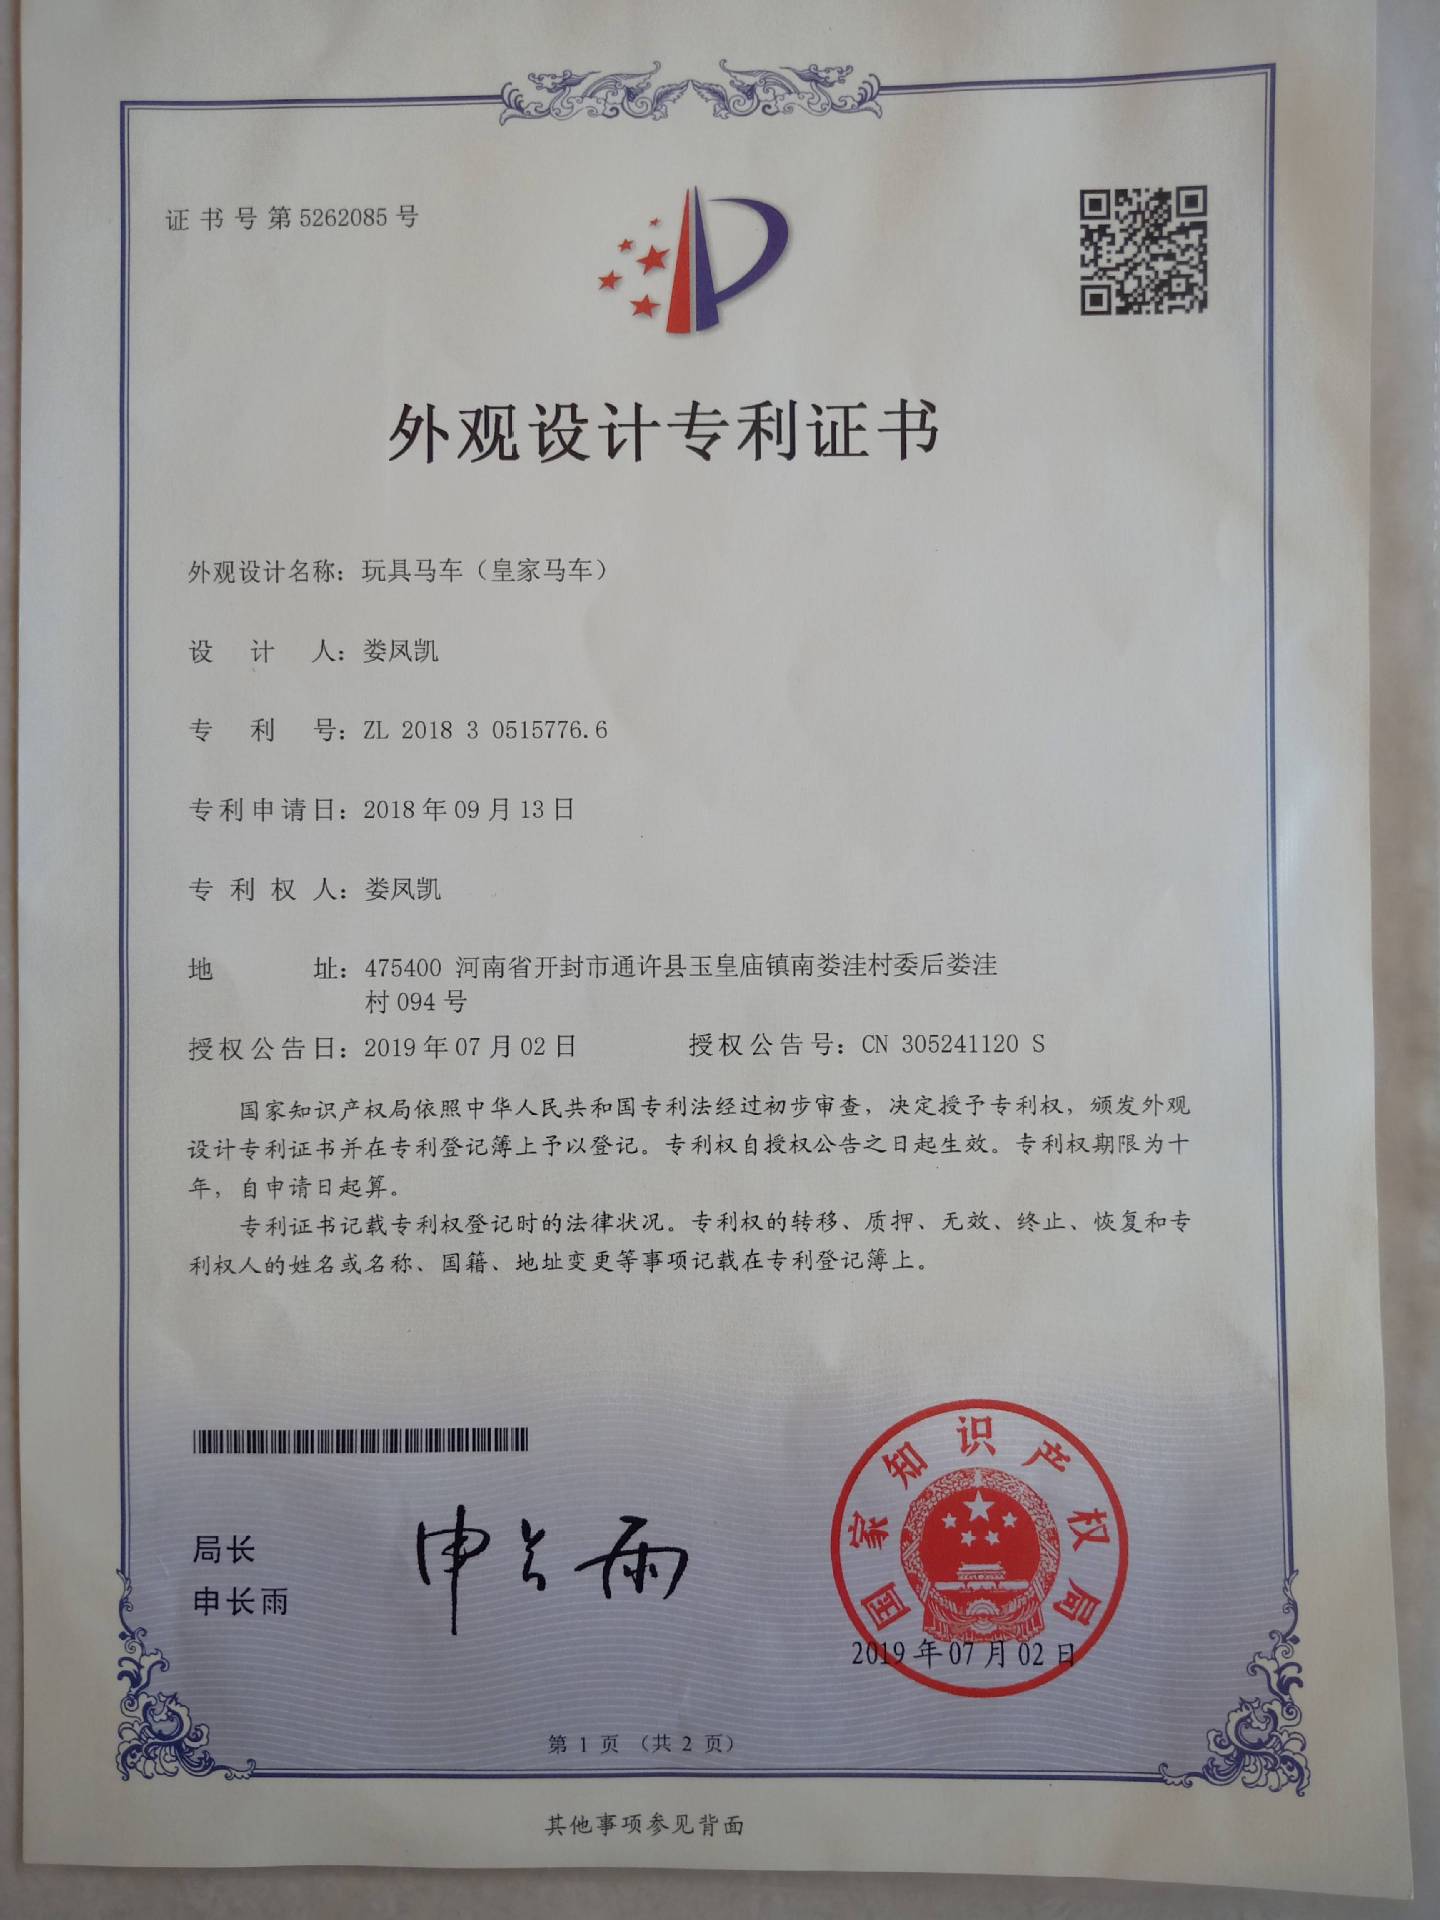 证书号第5262085号
外观设计专利证书
外观设计名称：玩具马车（皇家马车）
设计人：娄凤凯
专利号：ZL 2018 3 0515776.6
专利申请日：2018年09月13日
专利权人：娄凤凯
地址：475400 河南省开封市通许县玉皇庙镇南娄洼村委后娄洼
村094号
授权公告日：2019年07月02日 授权公告号：CN 305241120 S
国家知识产权局依照中华人民共和国专利法经过初步审查，决定授予专利权，颁发外观
设计专利证书并在专利登记簿上予以登记。专利权自授权公告之日起生效。专利权期限为十
年，自申请日起算。
专利证书记载专利权登记时的法律状况。专利权的转移、质押、无效、终止、恢复和专
利权人的姓名或名称、国籍、地址变更等事项记载在专利登记簿上。
局长
申长雨
申长雨
国家知识产权局
2019年07月02日
第 1 页 （共 2 页）
其他事项参见背面